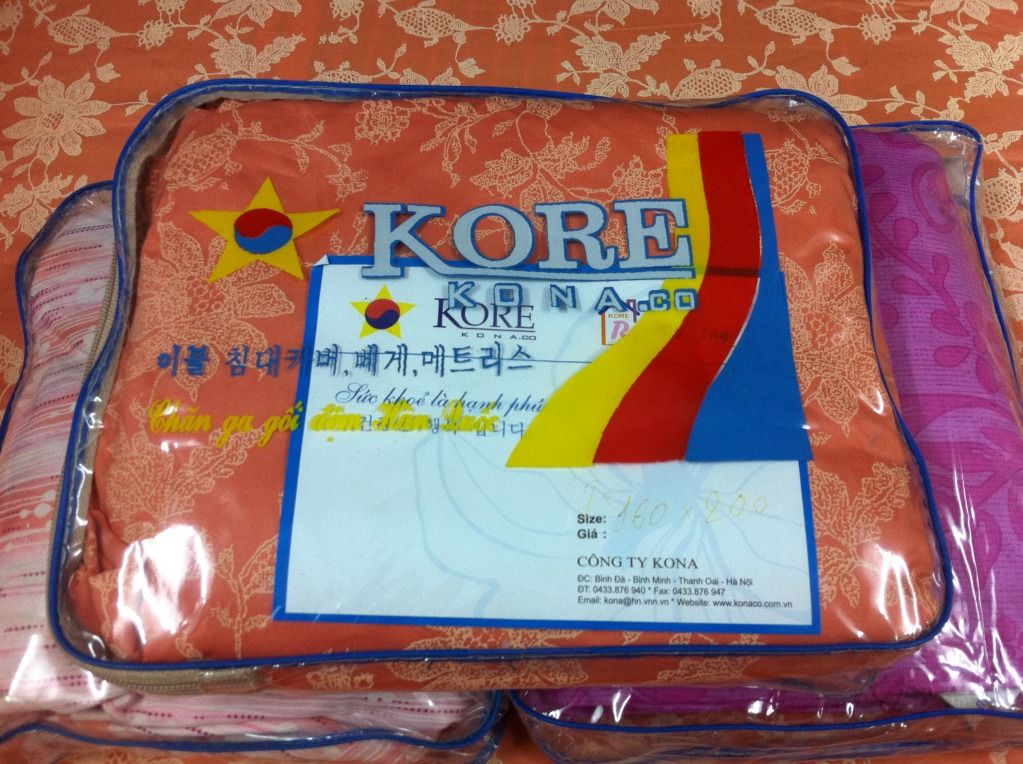 KORE
KONA.CO
KORE
KONA.CO
KORE
이불 침대커버,베게,메트리스
Sức khoẻ là hạnh phú
Chăn ga gối đệm Hàn Quốc
Size: 160 x 200
Giá :
CÔNG TY KONA
ĐC: Bình Đà - Bình Minh - Thanh Oai - Hà Nội
ĐT: 0433.876 940 * Fax: 0433.876 947
Email: kona@hn.vnn.vn * Website: www.konaco.com.vn